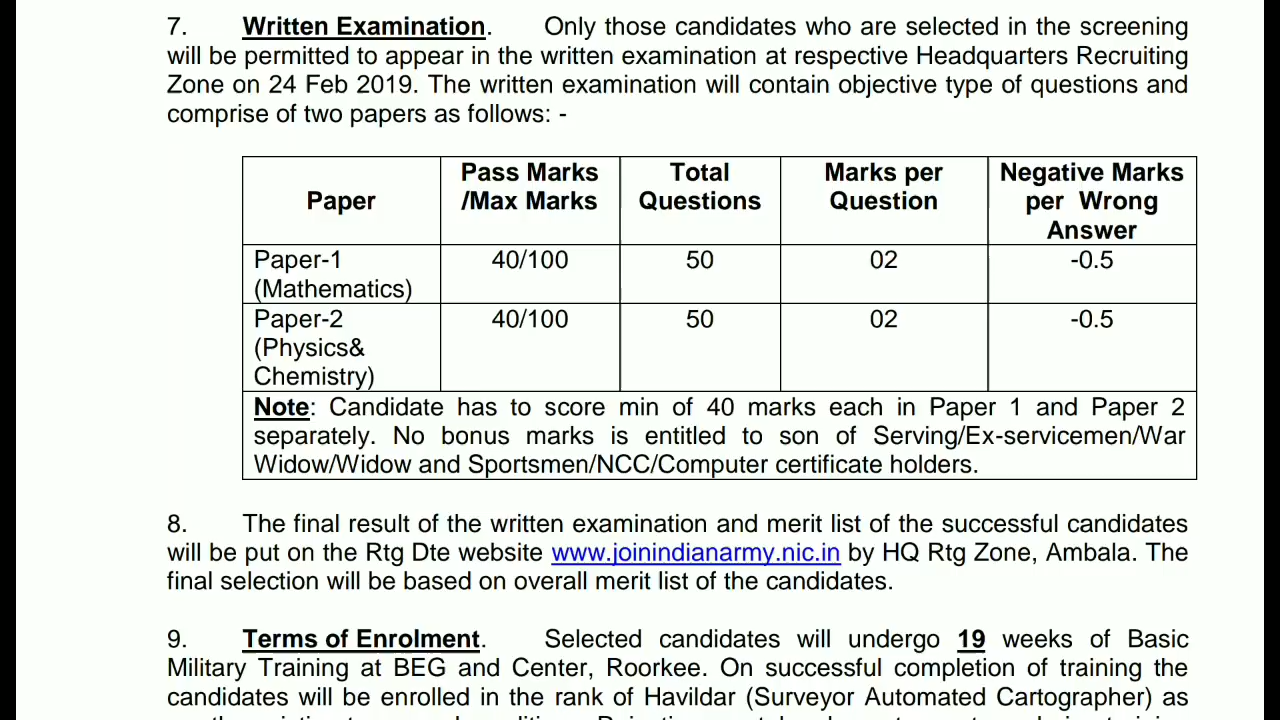 7. Written Examination. Only those candidates who are selected in the screening
will be permitted to appear in the written examination at respective Headquarters Recruiting
Zone on 24 Feb 2019. The written examination will contain objective type of questions and
comprise of two papers as follows: -
Paper Pass Marks /Max Marks Total Questions Marks per Question Negative Marks per Wrong Answer
Paper-1 (Mathematics) 40/100 50 02 -0.5
Paper-2 (Physics& Chemistry) 40/100 50 02 -0.5
Note: Candidate has to score min of 40 marks each in Paper 1 and Paper 2
separately. No bonus marks is entitled to son of Serving/Ex-servicemen/War
Widow/Widow and Sportsmen/NCC/Computer certificate holders.
8. The final result of the written examination and merit list of the successful candidates
will be put on the Rtg Dte website www.joinindianarmy.nic.in by HQ Rtg Zone, Ambala. The
final selection will be based on overall merit list of the candidates.
9. Terms of Enrolment. Selected candidates will undergo 19 weeks of Basic
Military Training at BEG and Center, Roorkee. On successful completion of training the
candidates will be enrolled in the rank of Havildar (Surveyor Automated Cartographer) as